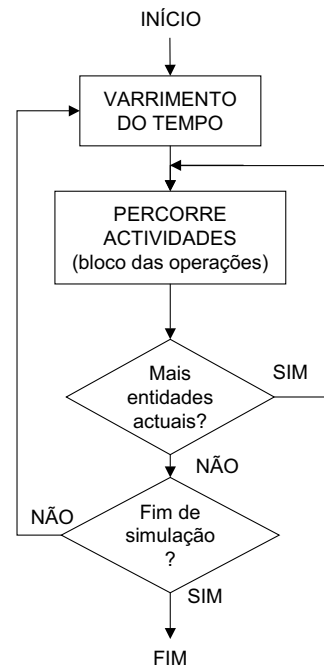 INÍCIO
VARRIMENTO
DO TEMPO
PERCORRE
ACTIVIDADES
(bloco das operações)
Mais
entidades
actuais?
SIM
NÃO
NÃO
Fim de
simulação
?
SIM
FIM